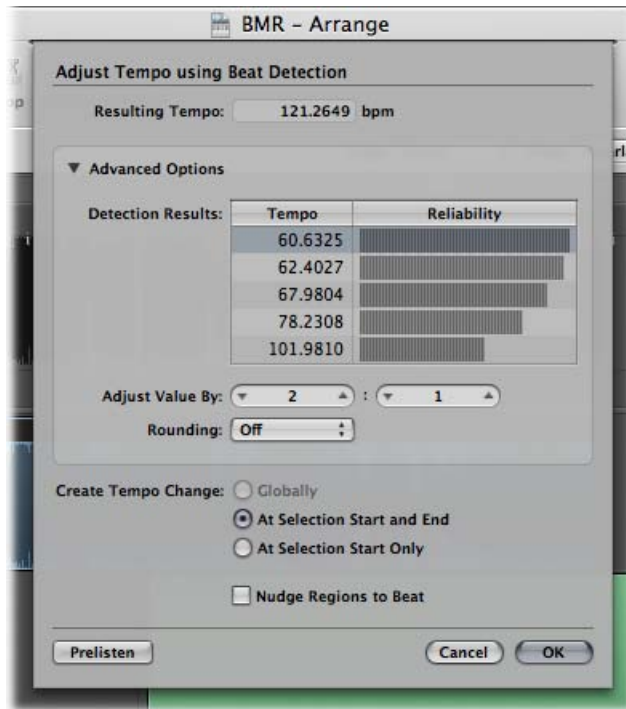 BMR – Arrange
Adjust Tempo using Beat Detection
Resulting Tempo: 121.2649 bpm
Advanced Options
Detection Results: Tempo Reliability
60.6325
62.4027
67.9804
78.2308
101.9810
Adjust Value By: 2 : 1
Rounding: Off
Create Tempo Change: Globally
At Selection Start and End
At Selection Start Only
Nudge Regions to Beat
Prelisten Cancel OK